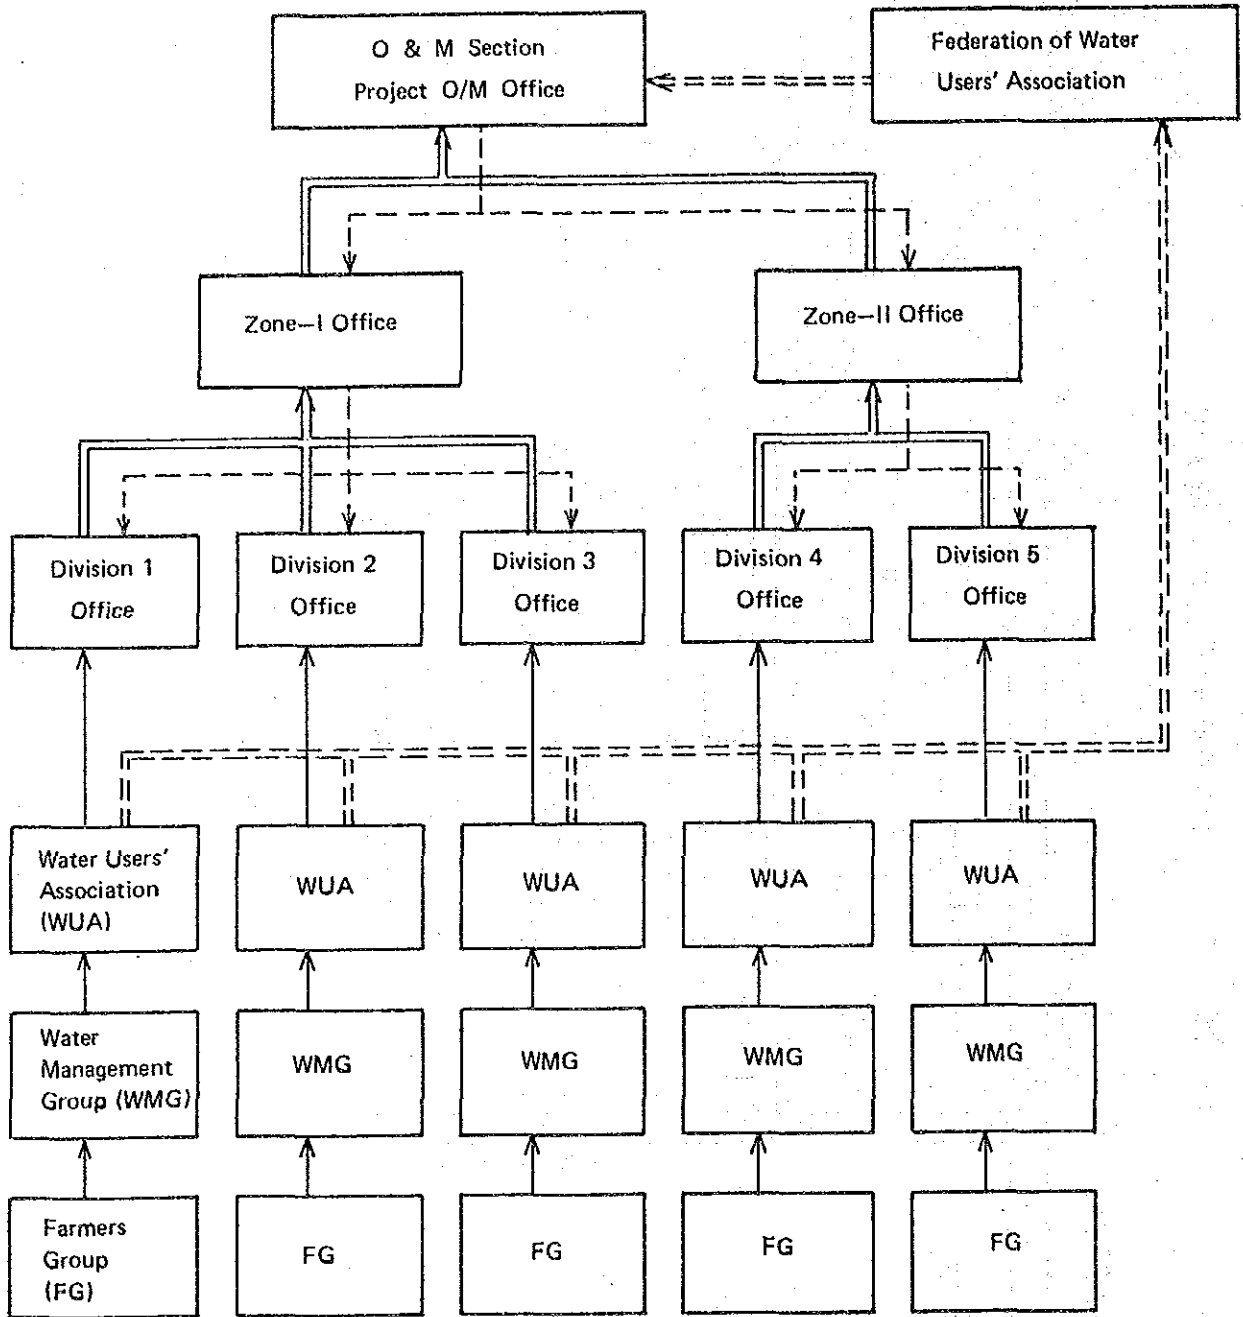 O & M Section
Project O/M Office
Federation of Water
Users' Association
Zone-I Office
Zone-II Office
Division 1
Office
Division 2
Office
Division 3
Office
Division 4
Office
Division 5
Office
Water Users'
Association
(WUA)
WUA
WUA
WUA
WUA
Water
Management
Group (WMG)
WMG
WMG
WMG
WMG
Farmers
Group
(FG)
FG
FG
FG
FG